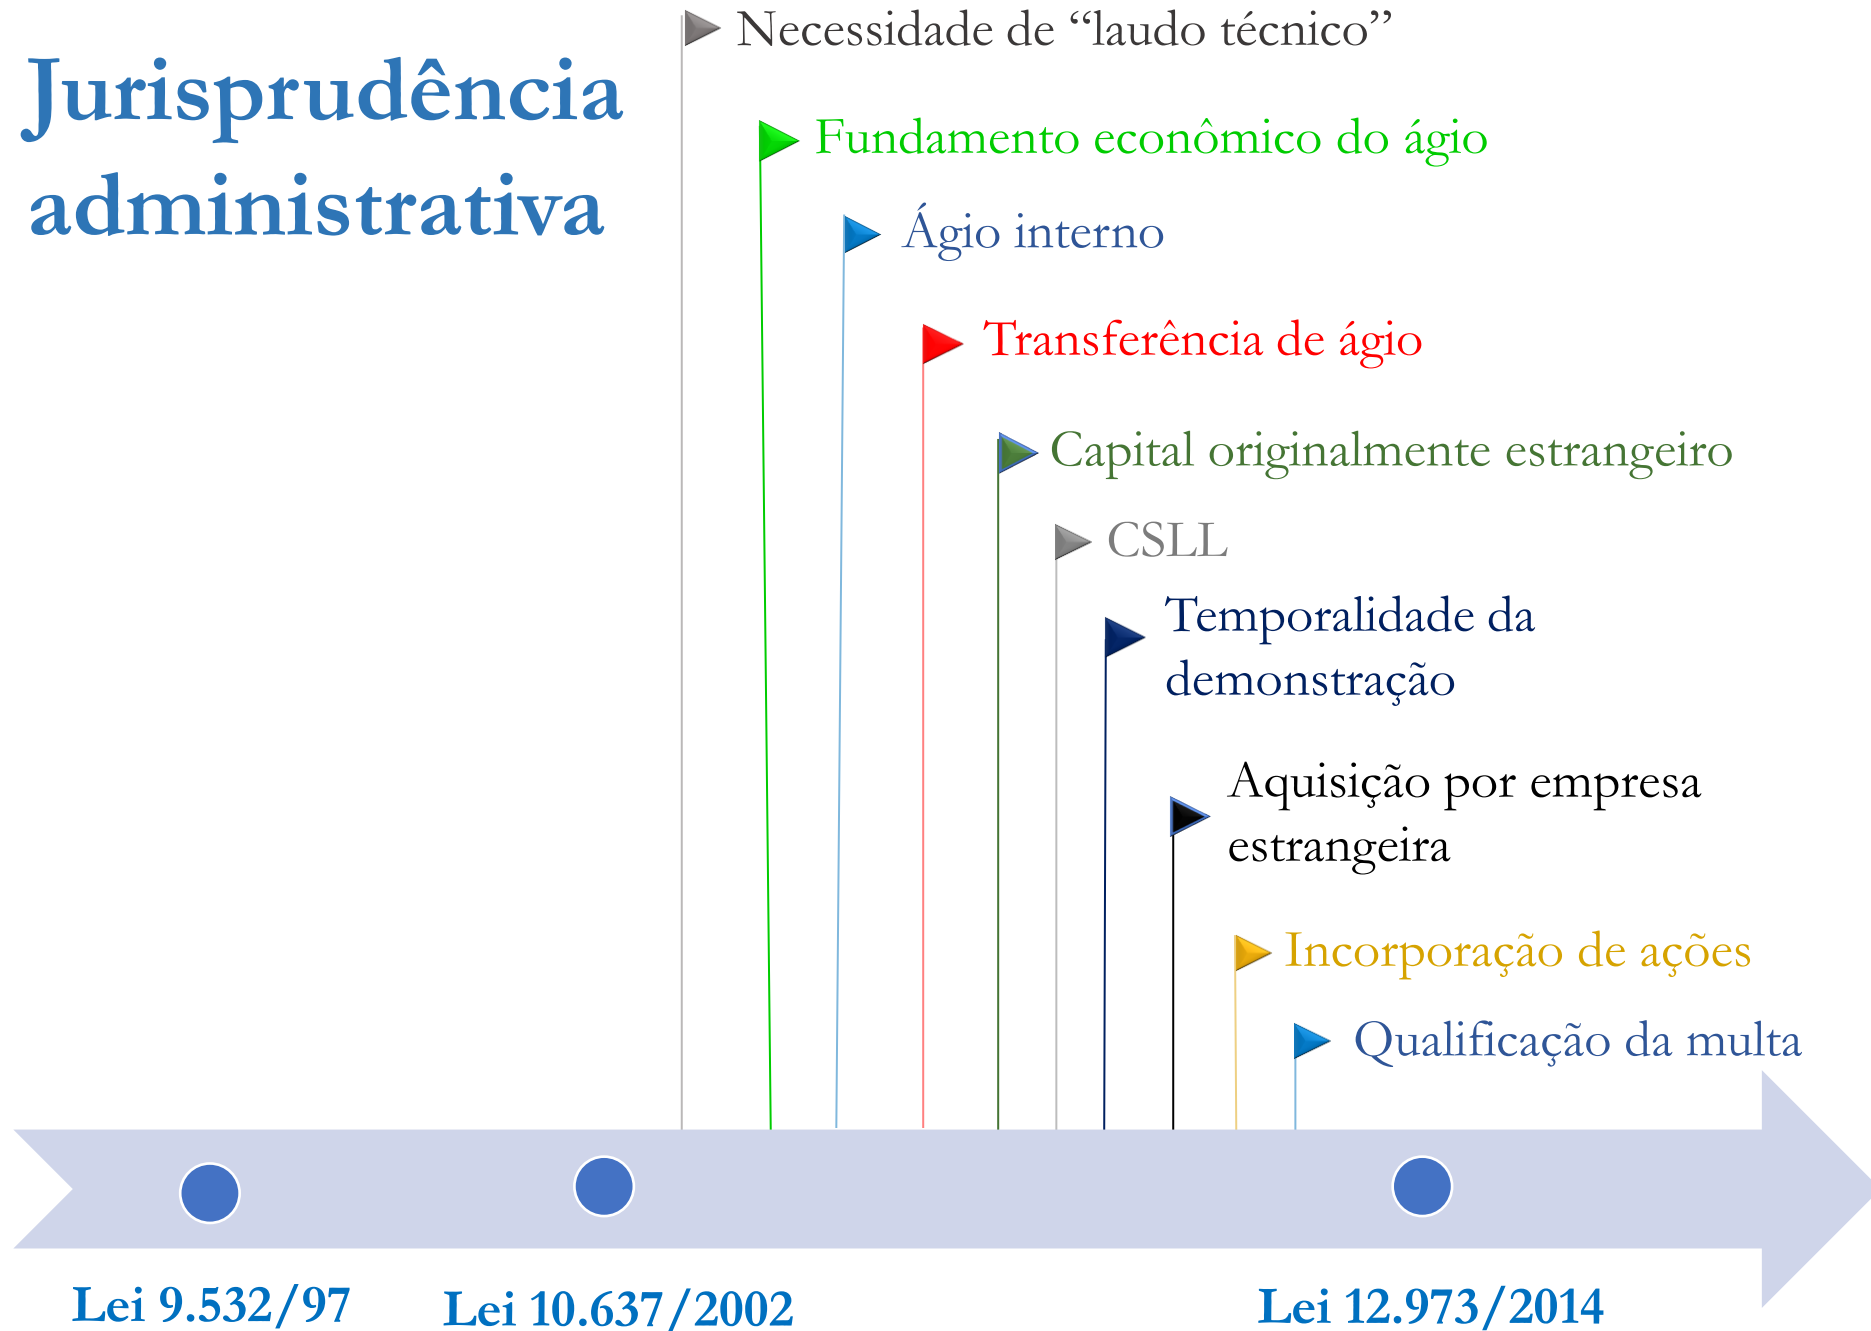 Jurisprudência
administrativa
Necessidade de “laudo técnico”
Fundamento econômico do ágio
Ágio interno
Transferência de ágio
Capital originalmente estrangeiro
CSLL
Temporalidade da
demonstração
Aquisição por empresa
estrangeira
Incorporação de ações
Qualificação da multa
Lei 9.532/97
Lei 10.637/2002
Lei 12.973/2014